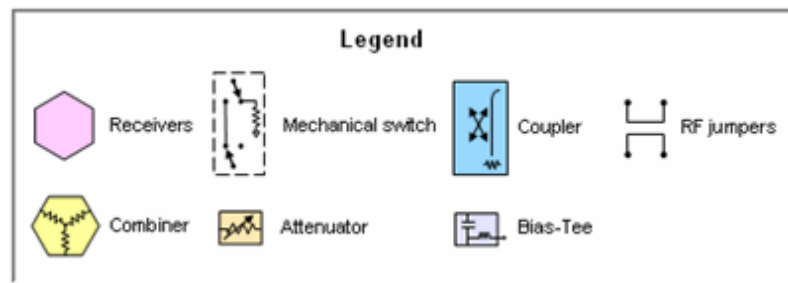 Legend
Receivers
Mechanical switch
Coupler
RF jumpers
Combiner
Attenuator
Bias-Tee